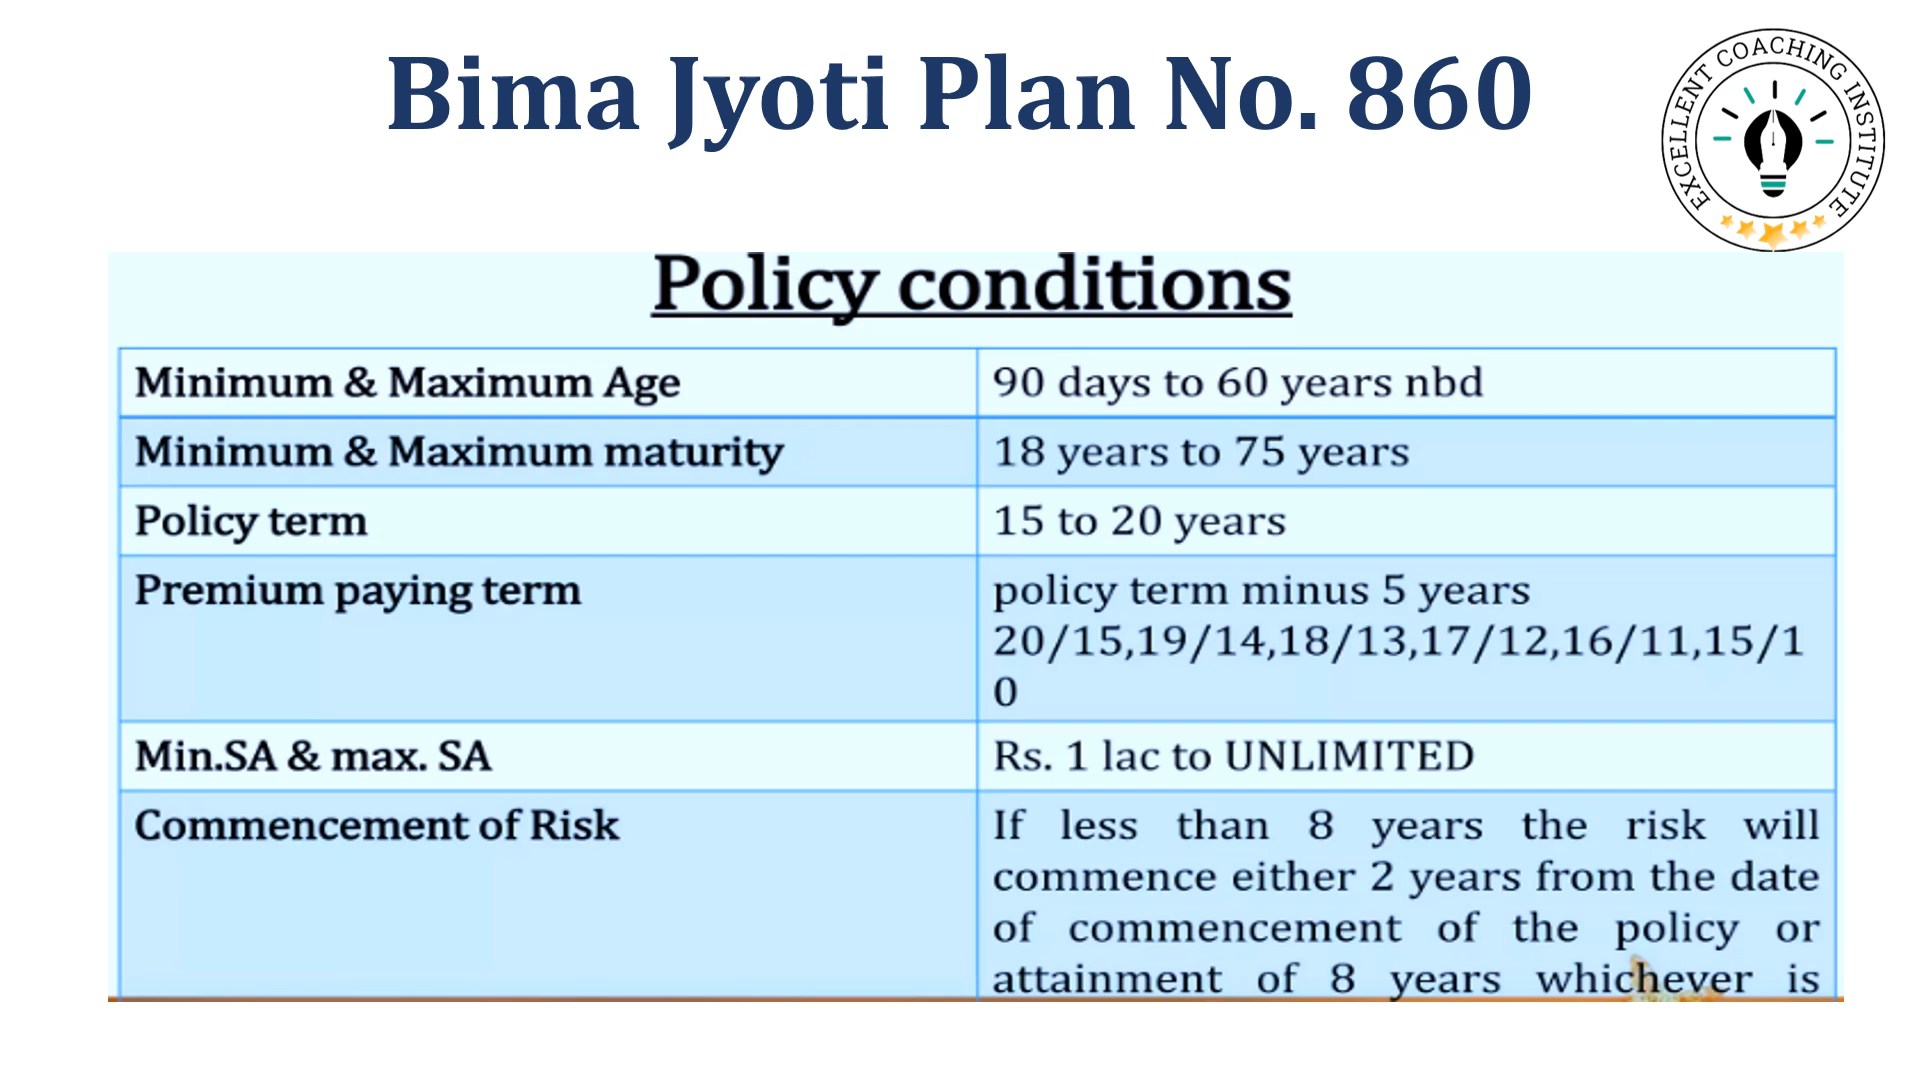 Bima Jyoti Plan No. 860
EXCELLENT COACHING INSTITUTE
Policy conditions
Minimum & Maximum Age
90 days to 60 years nbd
Minimum & Maximum maturity
18 years to 75 years
Policy term
15 to 20 years
Premium paying term
policy term minus 5 years
20/15,19/14,18/13,17/12,16/11,15/1
0
Min.SA & max. SA
Rs. 1 lac to UNLIMITED
Commencement of Risk
If less than 8 years the risk will
commence either 2 years from the date
of commencement of the policy or
attainment of 8 years whichever is